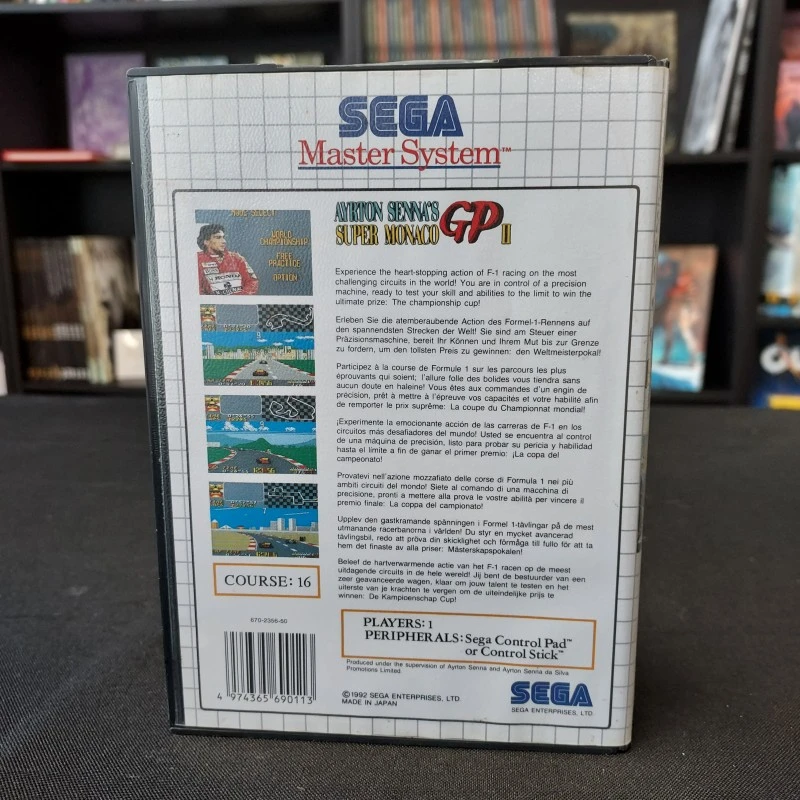 SEGA
Master System™
AYRTON SENNA'S
SUPER MONACO GP II
WORLD
CHAMPIONSHIP
FREE
PRACTICE
OPTION
Experience the heart-stopping action of F-1 racing on the most
challenging circuits in the world! You are in control of a precision
machine, ready to test your skill and abilities to the limit to win the
ultimate prize: The championship cup!
Erleben Sie die atemberaubende Action des Formel-1-Rennens auf
den spannendsten Strecken der Welt! Sie sind am Steuer einer
Präzisionsmaschine, bereit Ihr Können und Ihrem Mut bis zur Grenze
zu fordern, um den tollsten Preis zu gewinnen: den Weltmeisterpokal!
Participez à la course de Formule 1 sur les parcours les plus
éprouvants qui soient; l'allure folle des bolides vous tiendra sans
aucun doute en haleine! Vous êtes aux commandes d'un engin de
précision, prêt à mettre à l'épreuve vos capacités et votre habilité afin
de remporter le prix suprême: La coupe du Championnat mondial!
¡Experimente la emocionante acción de las carreras de F-1 en los
circuitos más desafiadores del mundo! Usted se encuentra al control
de una máquina de precisión, listo para probar su pericia y habilidad
hasta el límite a fin de ganar el primer premio: ¡La copa del
campeonato!
Provatevi nell'azione mozzafiato delle corse di Formula 1 nei più
ambiti circuiti del mondo! Siete al comando di una macchina di
precisione, pronti a mettere alla prova le vostre abilità per vincere il
premio finale: La coppa del campionato!
Upplev den gastkramande spänningen i Formel 1-tävlingar på de mest
utmanande racerbanorna i världen! Du styr en mycket avancerad
tävlingsbil, redo att pröva din skicklighet och förmåga till fullo för att ta
hem det finaste av alla priser: Mästerskapspokalen!
Beleef de hartverwarmende actie van het F-1 racen op de meest
uitdagende circuits in de hele wereld! Jij bent de bestuurder van een
zeer geavanceerde wagen, klaar om jouw talent te testen en het
uiterste van je krachten te vergen om de uiteindelijke prijs te
winnen: De Kampioenschap Cup!
COURSE: 16
670-2356-50
4 974365 690113
PLAYERS: 1
PERIPHERALS: Sega Control Pad™
or Control Stick™
Produced under the supervision of Ayrton Senna and Ayrton Senna da Silva
Promotions Limited.
©1992 SEGA ENTERPRISES, LTD.
MADE IN JAPAN
SEGA
SEGA ENTERPRISES, LTD.